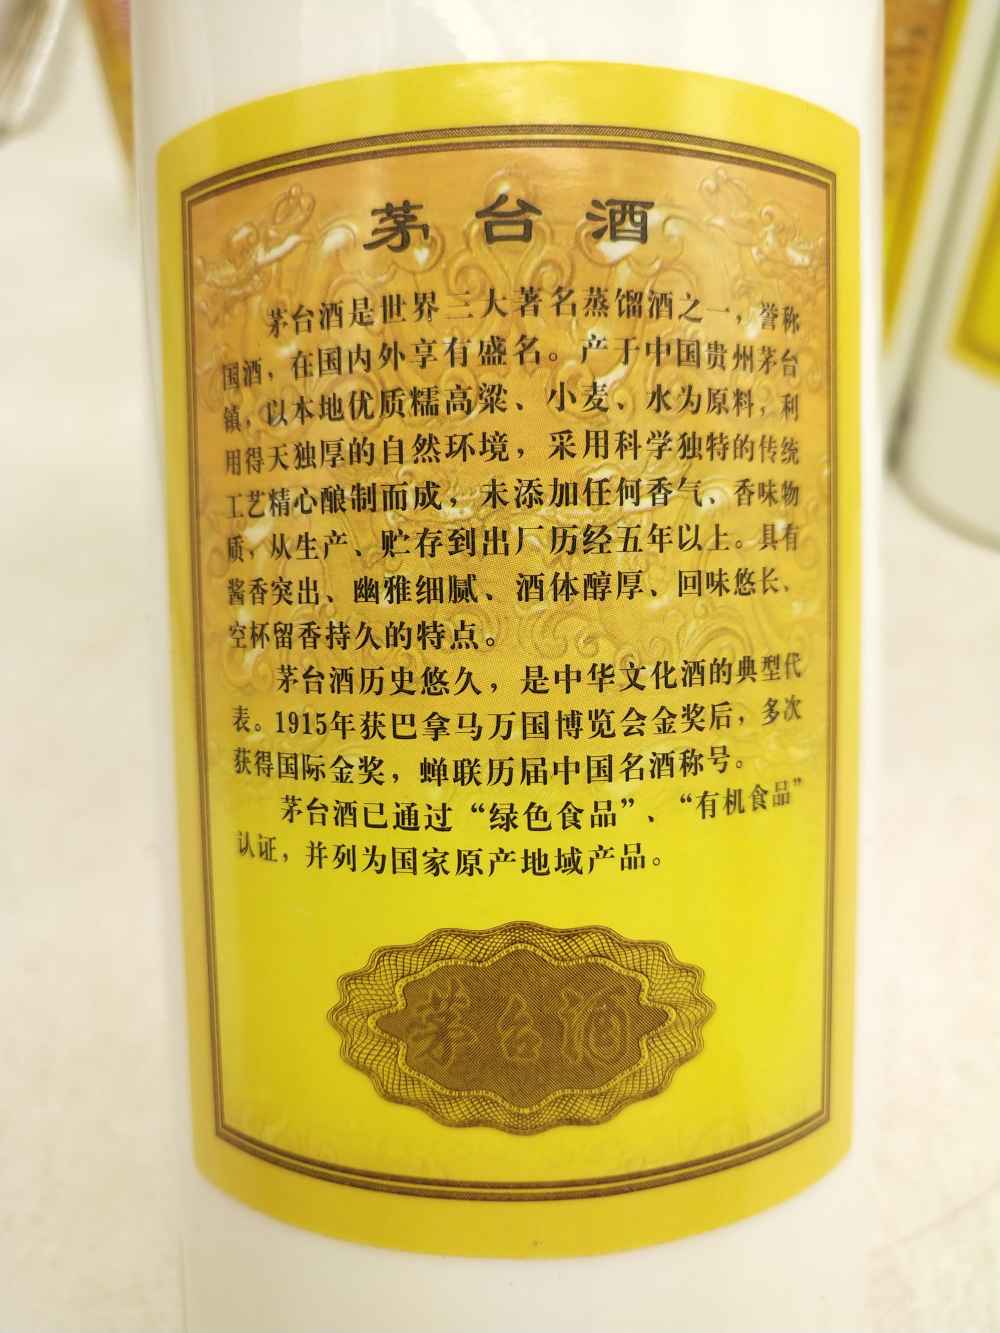 茅台酒
茅台酒是世界三大著名蒸馏酒之一，誉称
国酒，在国内外享有盛名。产于中国贵州茅台
镇，以本地优质糯高粱、小麦、水为原料，利
用得天独厚的自然环境，采用科学独特的传统
工艺精心酿制而成，未添加任何香气、香味物
质，从生产、贮存到出厂历经五年以上。具有
酱香突出、幽雅细腻、酒体醇厚、回味悠长、
空杯留香持久的特点。
茅台酒历史悠久，是中华文化酒的典型代
表。1915年获巴拿马万国博览会金奖后，多次
获得国际金奖，蝉联历届中国名酒称号。
茅台酒已通过“绿色食品”、“有机食品”
认证，并列为国家原产地域产品。
茅台酒